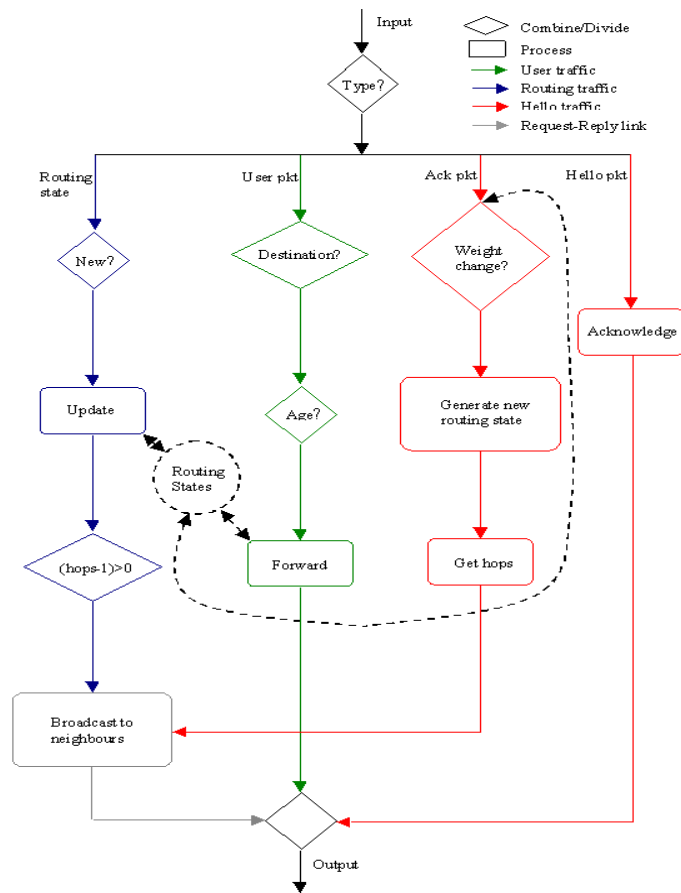 Input
Combine/Divide
Process
User traffic
Routing traffic
Hello traffic
Request-Reply link
Type?
Routing
state
User pkt
Ack pkt
Hello pkt
New?
Destination?
Weight
change?
Acknowledge
Update
Age?
Generate new
routing state
Routing
States
(hops-1)>0
Forward
Get hops
Broadcast to
neighbours
Output